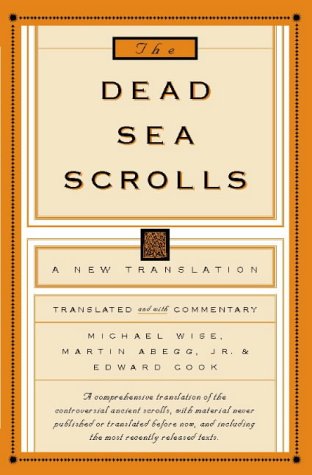 The
DEAD
SEA
SCROLLS
A NEW TRANSLATION
TRANSLATED and with COMMENTARY
MICHAEL WISE,
MARTIN ABEGG, JR. &
EDWARD COOK
A comprehensive translation of the
controversial ancient scrolls, with material never
published or translated before now, and including
the most recently released texts.